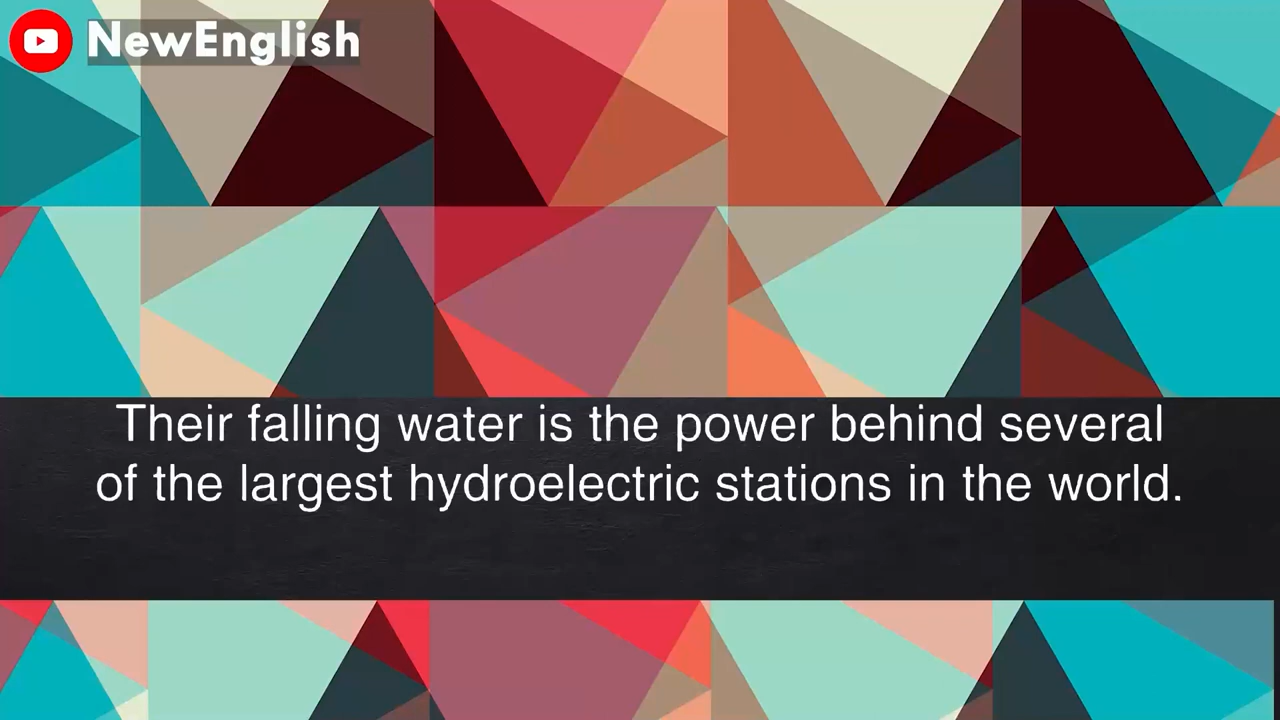 NewEnglish
Their falling water is the power behind several
of the largest hydroelectric stations in the world.